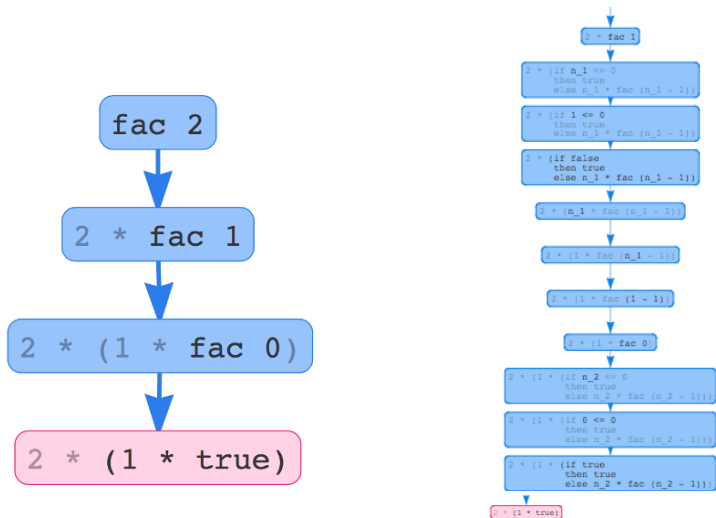 fac 2
2 * fac 1
2 * (1 * fac 0)
2 * (1 * true)
2 * fac 1
2 * (if n_1 <= 0
then true
else n_1 * fac (n_1 - 1))
2 * (if 1 <= 0
then true
else n_1 * fac (n_1 - 1))
2 * (if false
then true
else n_1 * fac (n_1 - 1))
2 * (n_1 * fac (n_1 - 1))
2 * (1 * fac (n_1 - 1))
2 * (1 * fac (1 - 1))
2 * (1 * fac 0)
2 * (1 * (if n_2 <= 0
then true
else n_2 * fac (n_2 - 1)))
2 * (1 * (if 0 <= 0
then true
else n_2 * fac (n_2 - 1)))
2 * (1 * (if true
then true
else n_2 * fac (n_2 - 1)))
2 * (1 * true)